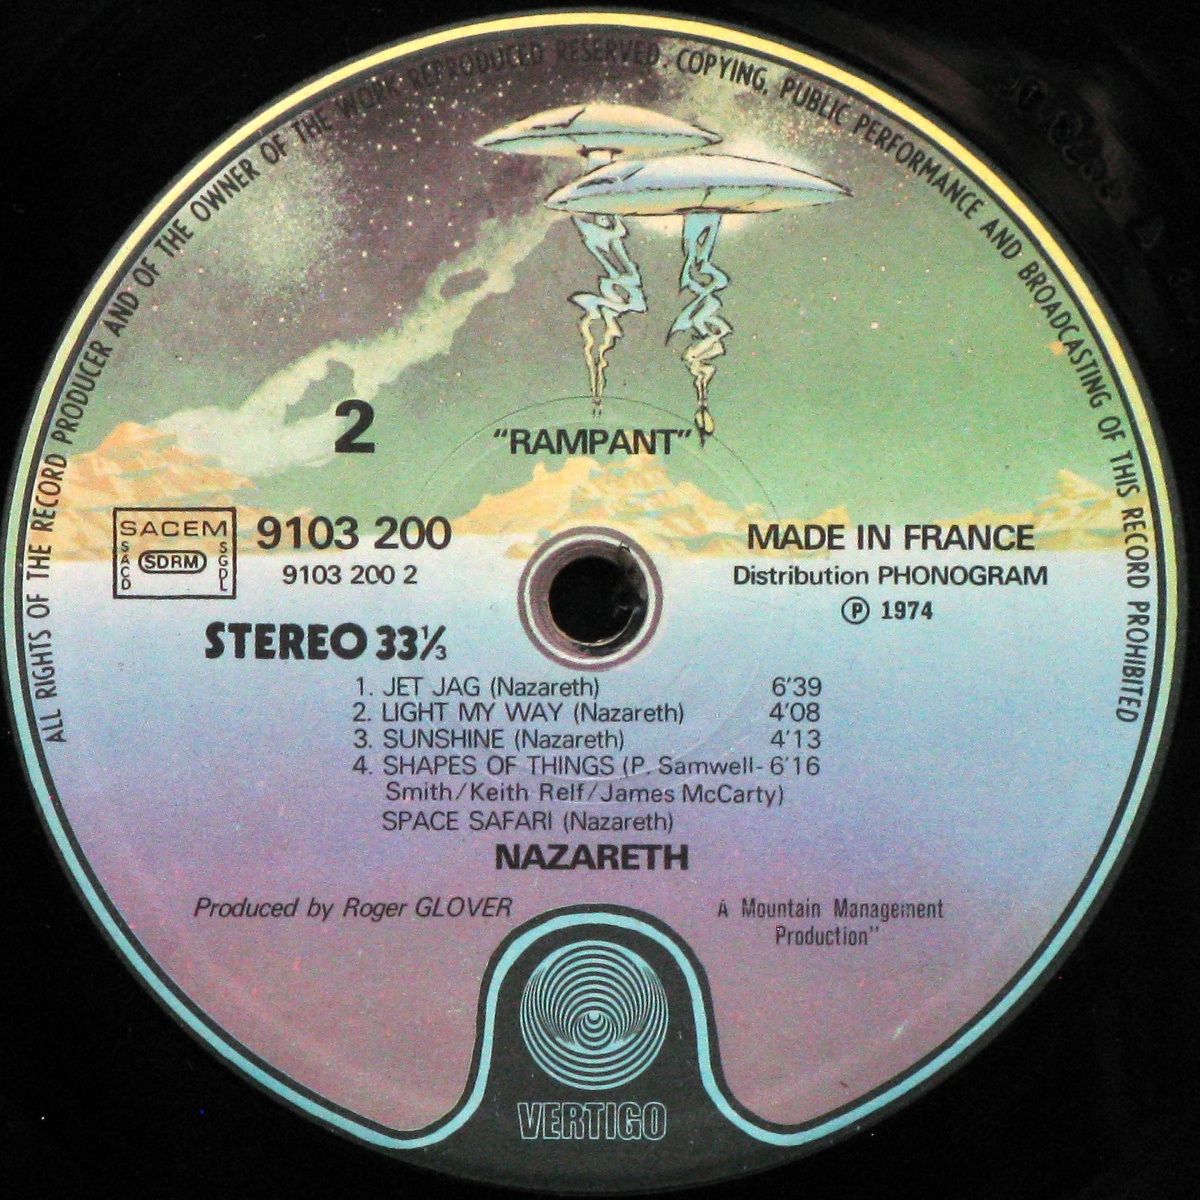 ALL RIGHTS OF THE RECORD PRODUCER AND OF THE OWNER OF THE WORK REPRODUCED RESERVED. COPYING, PUBLIC PERFORMANCE AND BROADCASTING OF THIS RECORD PROHIBITED
2
“RAMPANT”
SACEM
SACD
SDRM
SGDL
9103 200
9103 200 2
MADE IN FRANCE
Distribution PHONOGRAM
Ⓟ 1974
STEREO 33⅓
1. JET JAG (Nazareth) 6'39
2. LIGHT MY WAY (Nazareth) 4'08
3. SUNSHINE (Nazareth) 4'13
4. SHAPES OF THINGS (P. Samwell- 6'16
Smith/Keith Relf/James McCarty)
SPACE SAFARI (Nazareth)
NAZARETH
Produced by Roger GLOVER
A Mountain Management
Production”
VERTIGO